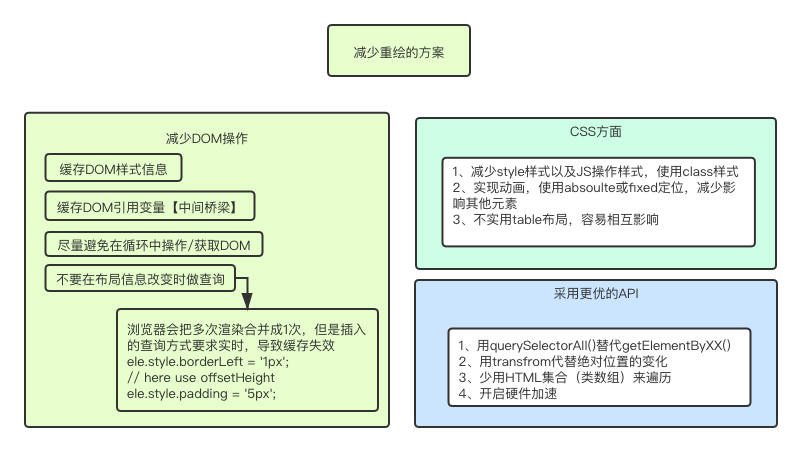 减少重绘的方案
减少DOM操作
缓存DOM样式信息
缓存DOM引用变量【中间桥梁】
尽量避免在循环中操作/获取DOM
不要在布局信息改变时做查询
浏览器会把多次渲染合并成1次，但是插入
的查询方式要求实时，导致缓存失效
ele.style.borderLeft = '1px';
// here use offsetHeight
ele.style.padding = '5px';
CSS方面
1、减少style样式以及JS操作样式，使用class样式
2、实现动画，使用absoulte或fixed定位，减少影
响其他元素
3、不实用table布局，容易相互影响
采用更优的API
1、用querySelectorAll()替代getElementByXX()
2、用transfrom代替绝对位置的变化
3、少用HTML集合（类数组）来遍历
4、开启硬件加速